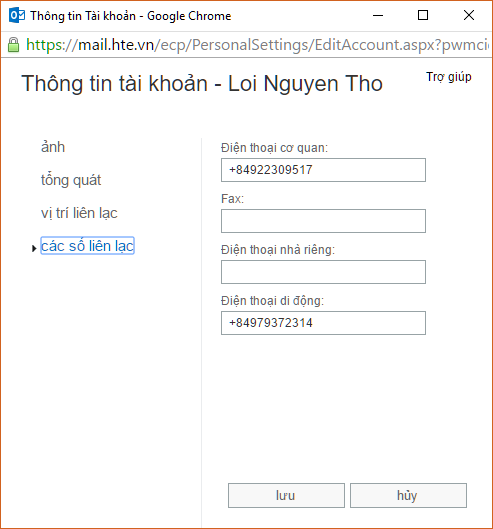 Thông tin Tài khoản - Google Chrome
https://mail.hte.vn/ecp/PersonalSettings/EditAccount.aspx?pwmcid
Thông tin tài khoản - Loi Nguyen Tho
Trợ giúp
ảnh
tổng quát
vị trí liên lạc
các số liên lạc
Điện thoại cơ quan:
+84922309517
Fax:
Điện thoại nhà riêng:
Điện thoại di động:
+84979372314
lưu
hủy